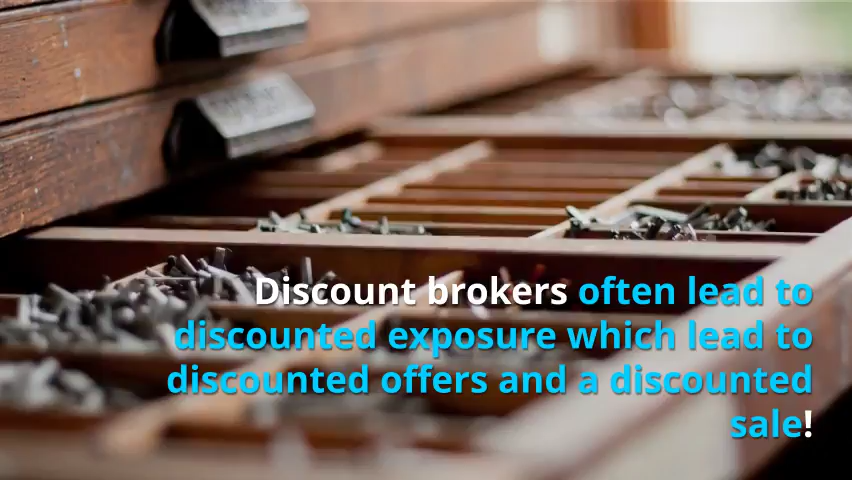 Discount brokers often lead to
discounted exposure which lead to
discounted offers and a discounted
sale!